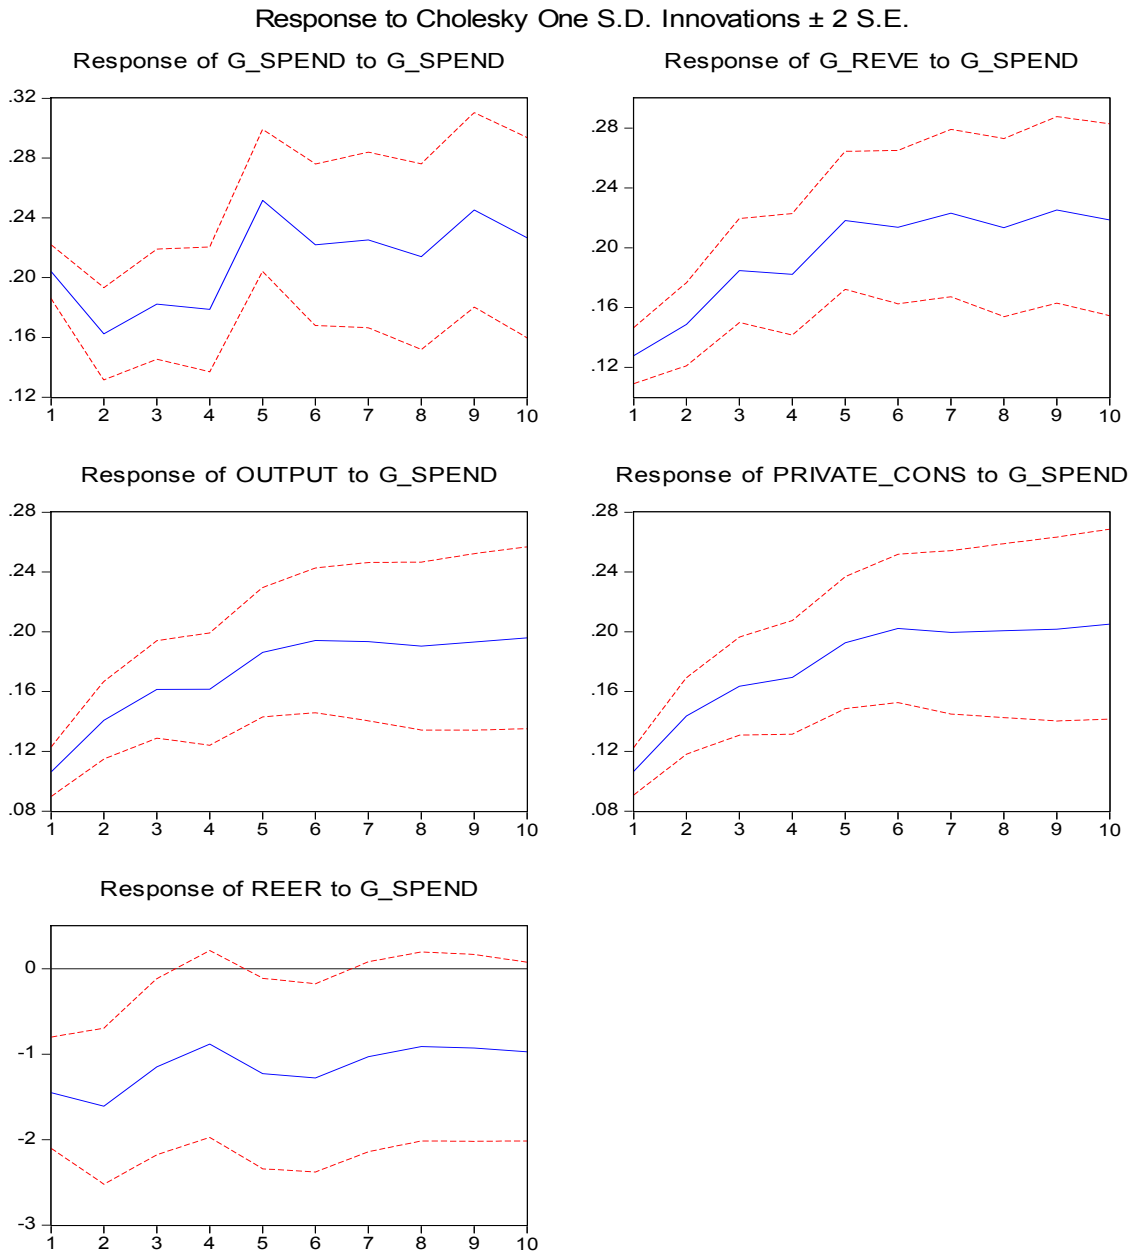 Response to Cholesky One S.D. Innovations ± 2 S.E.
Response of G_SPEND to G_SPEND
.32
.28
.24
.20
.16
.12
1 2 3 4 5 6 7 8 9 10
Response of G_REVE to G_SPEND
.28
.24
.20
.16
.12
1 2 3 4 5 6 7 8 9 10
Response of OUTPUT to G_SPEND
.28
.24
.20
.16
.12
.08
1 2 3 4 5 6 7 8 9 10
Response of PRIVATE_CONS to G_SPEND
.28
.24
.20
.16
.12
.08
1 2 3 4 5 6 7 8 9 10
Response of REER to G_SPEND
0
-1
-2
-3
1 2 3 4 5 6 7 8 9 10